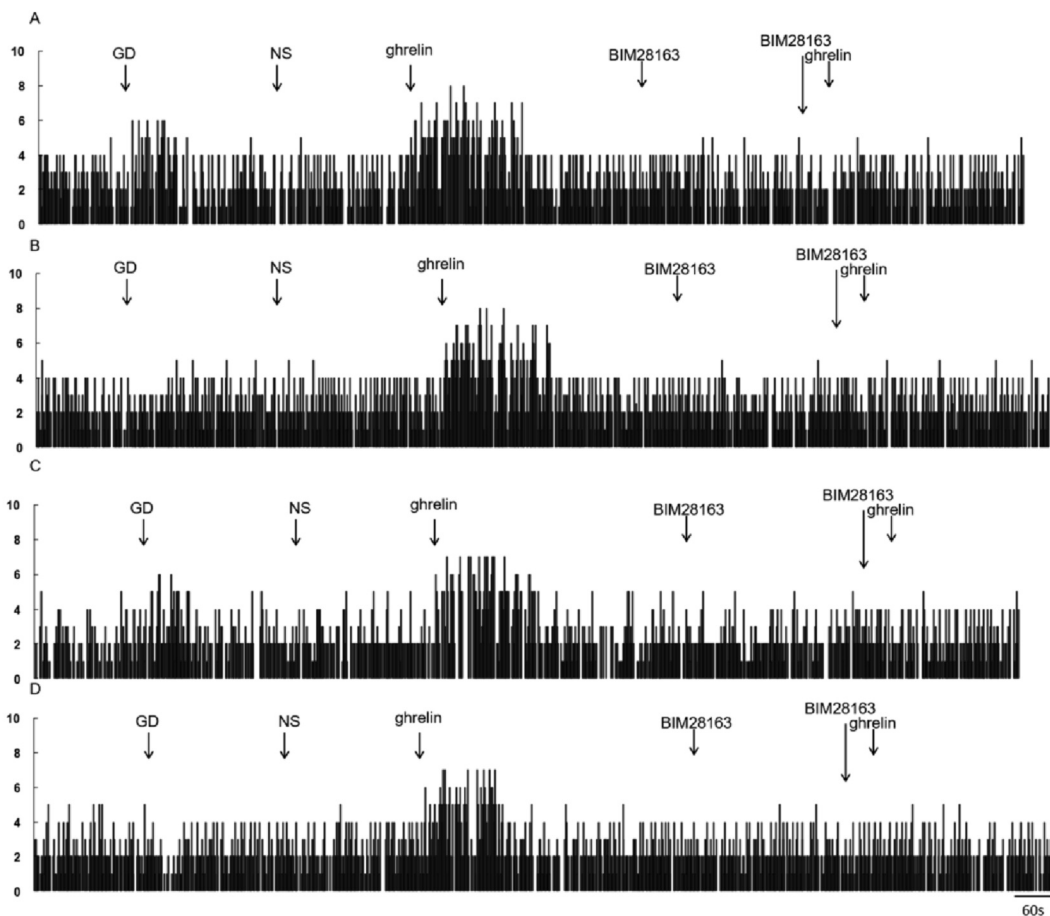 A
10
8
6
4
2
0
GD
NS
ghrelin
BIM28163
BIM28163
ghrelin
B
10
8
6
4
2
0
GD
NS
ghrelin
BIM28163
BIM28163
ghrelin
C
10
8
6
4
2
0
GD
NS
ghrelin
BIM28163
BIM28163
ghrelin
D
10
8
6
4
2
0
GD
NS
ghrelin
BIM28163
BIM28163
ghrelin
60s